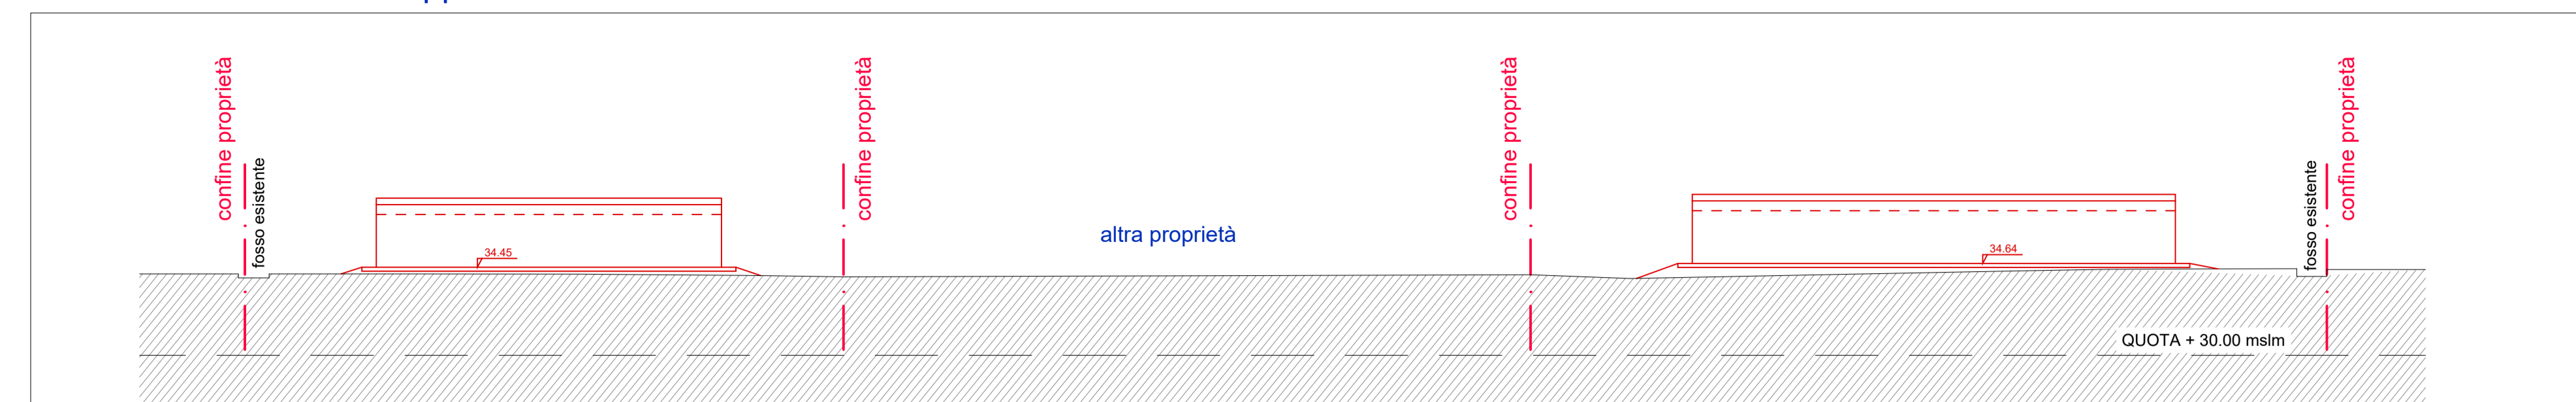 confine proprietà
fosso esistente
34.45
confine proprietà
altra proprietà
confine proprietà
34.64
fosso esistente
confine proprietà
QUOTA + 30.00 mslm